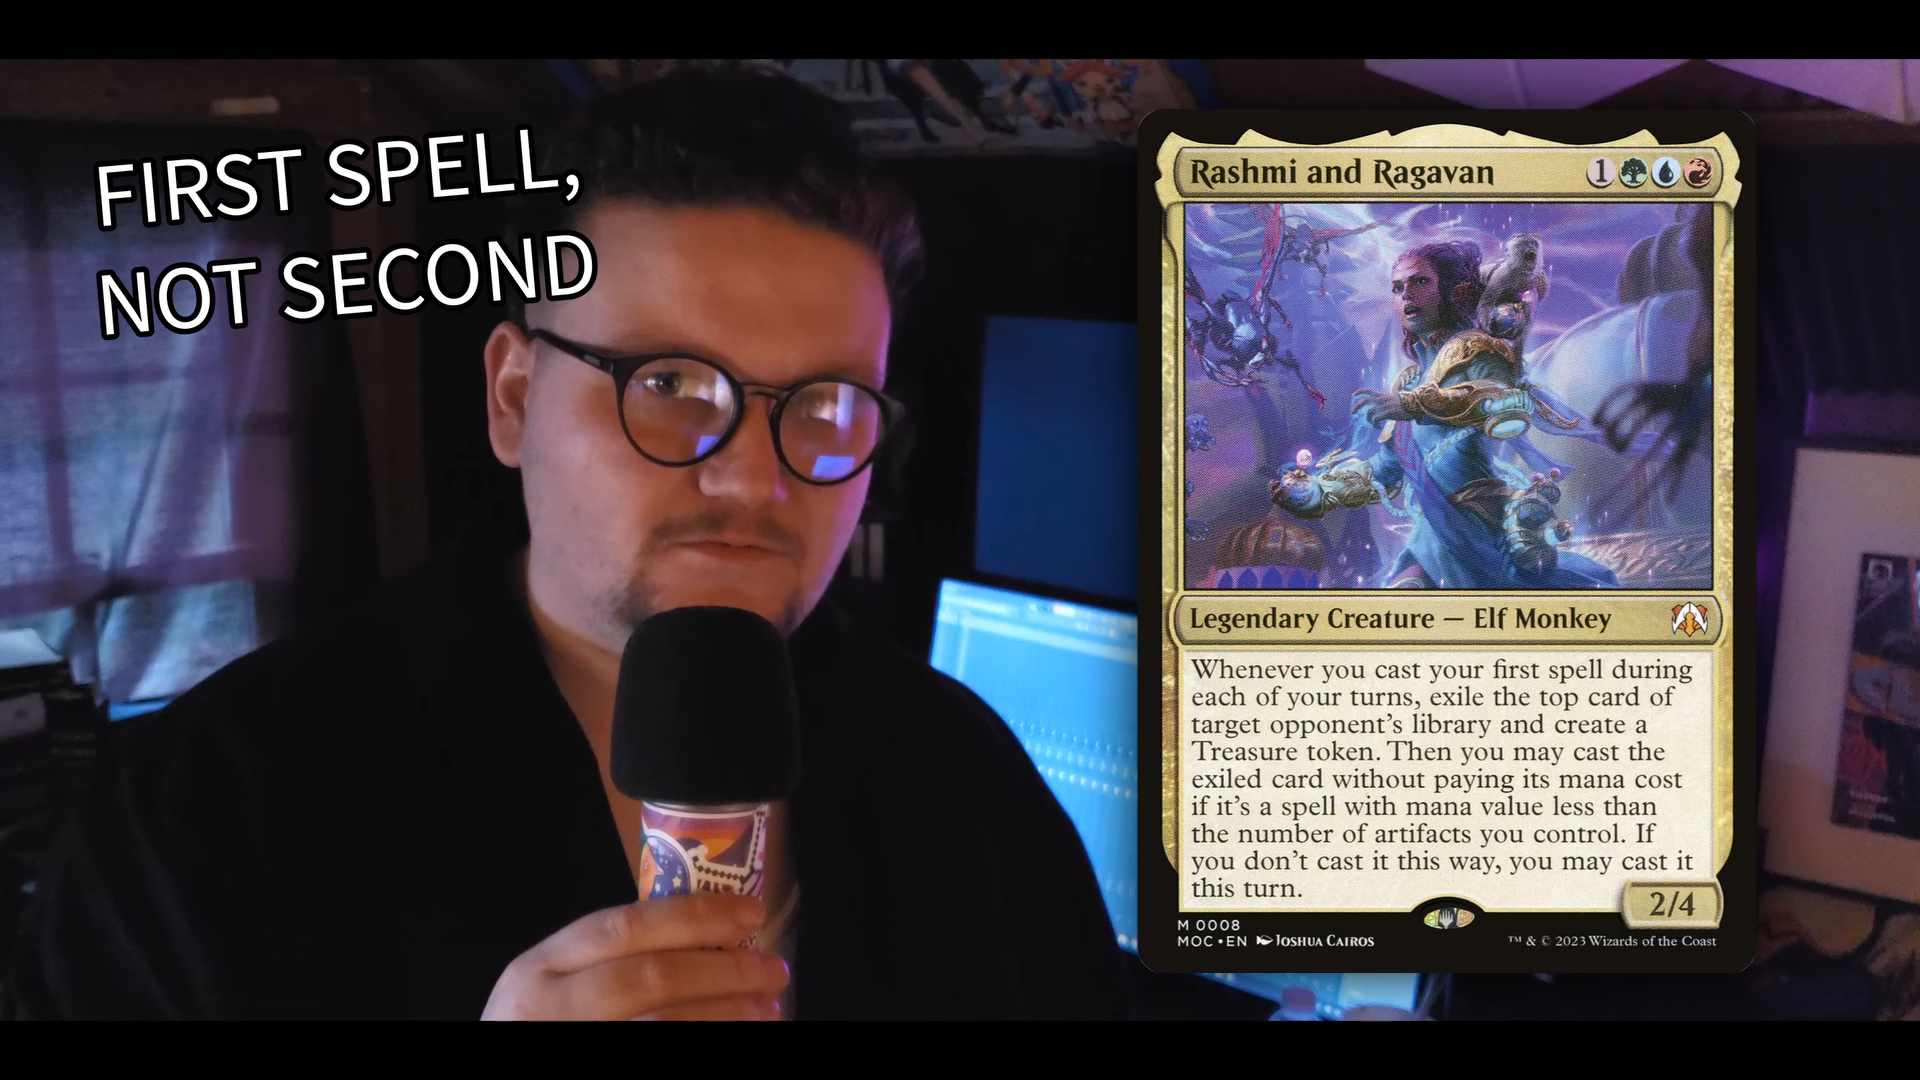 FIRST SPELL,
NOT SECOND
Rashmi and Ragavan
1
Legendary Creature — Elf Monkey
Whenever you cast your first spell during
each of your turns, exile the top card of
target opponent's library and create a
Treasure token. Then you may cast the
exiled card without paying its mana cost
if it's a spell with mana value less than
the number of artifacts you control. If
you don't cast it this way, you may cast it
this turn.
2/4
M 0008
MOC • EN Joshua Cairos
™ & © 2023 Wizards of the Coast